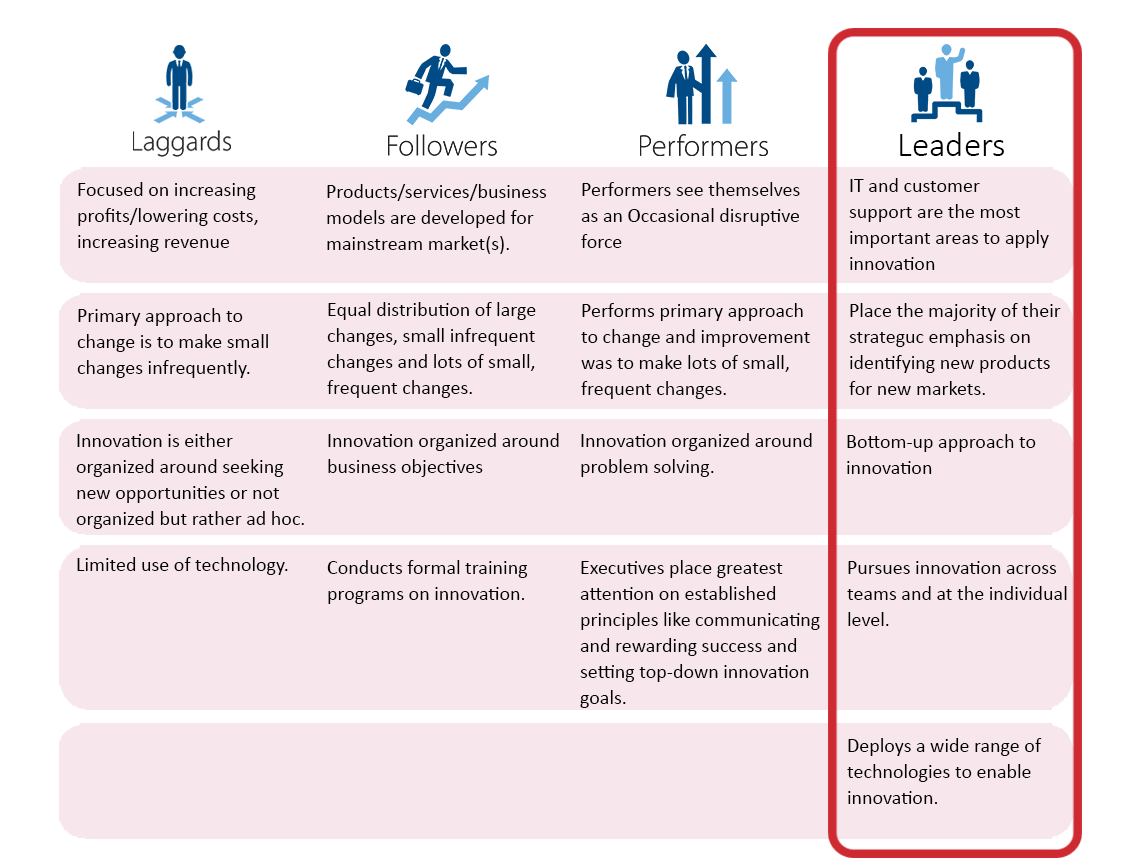 Laggards
Followers
Performers
Leaders
Focused on increasing
profits/lowering costs,
increasing revenue
Products/services/business
models are developed for
mainstream market(s).
Performers see themselves
as an Occasional disruptive
force
IT and customer
support are the most
important areas to apply
innovation
Primary approach to
change is to make small
changes infrequently.
Equal distribution of large
changes, small infrequent
changes and lots of small,
frequent changes.
Performs primary approach
to change and improvement
was to make lots of small,
frequent changes.
Place the majority of their
strateguc emphasis on
identifying new products
for new markets.
Innovation is either
organized around seeking
new opportunities or not
organized but rather ad hoc.
Innovation organized around
business objectives
Innovation organized around
problem solving.
Bottom-up approach to
innovation
Limited use of technology.
Conducts formal training
programs on innovation.
Executives place greatest
attention on established
principles like communicating
and rewarding success and
setting top-down innovation
goals.
Pursues innovation across
teams and at the individual
level.
Deploys a wide range of
technologies to enable
innovation.